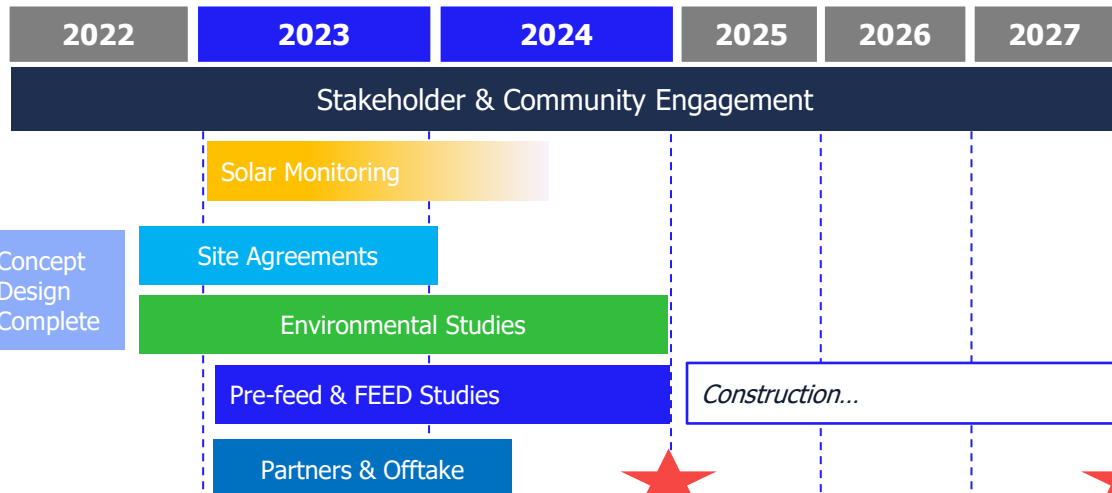 2022 2023 2024 2025 2026 2027
Stakeholder & Community Engagement
Solar Monitoring
Site Agreements
Concept
Design
Complete
Environmental Studies
Pre-feed & FEED Studies
Construction...
Partners & Offtake